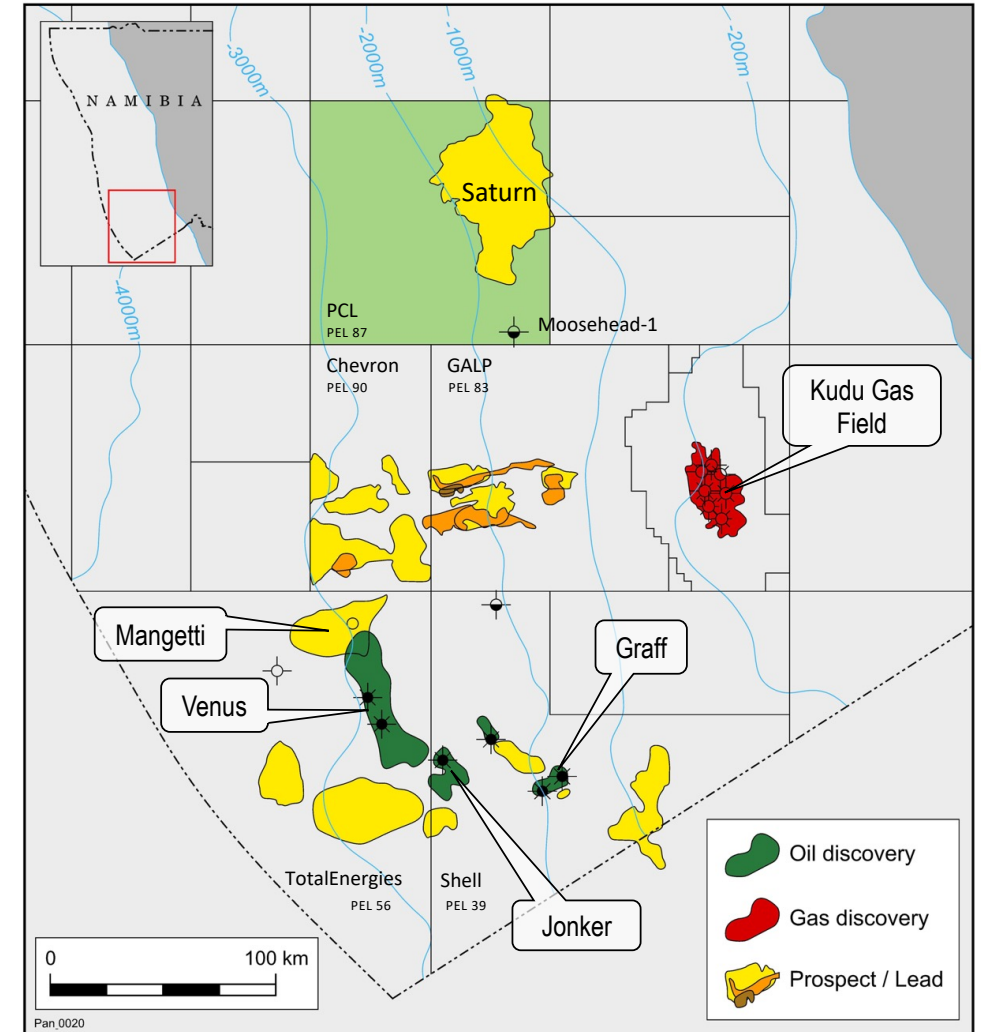 -3000m
-2000m
-1000m
-200m
NAMIBIA
Saturn
-4000m
PCL
PEL 87
Moosehead-1
Chevron
PEL 90
GALP
PEL 83
Kudu Gas
Field
Mangetti
Graff
Venus
TotalEnergies
PEL 56
Shell
PEL 39
Jonker
Oil discovery
Gas discovery
Prospect / Lead
0
100 km
Pan_0020